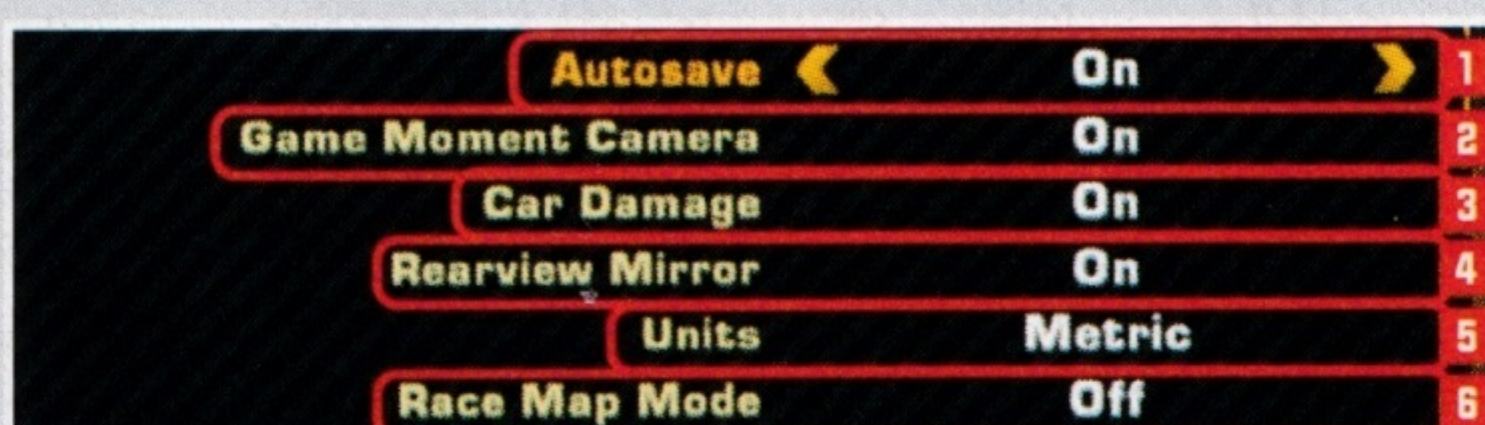 Autosave On 1
Game Moment Camera On 2
Car Damage On 3
Rearview Mirror On 4
Units Metric 5
Race Map Mode Off 6